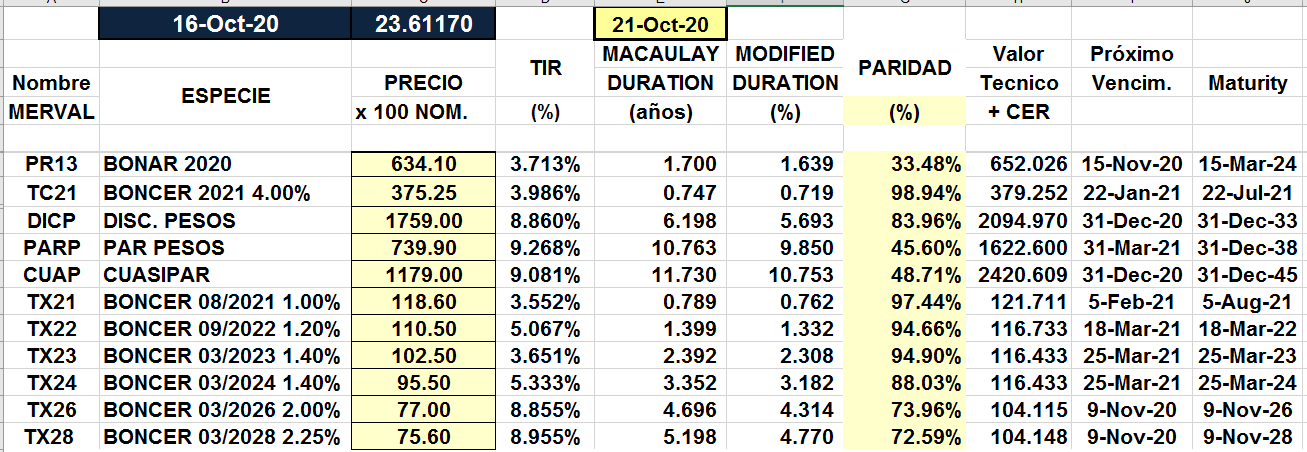 16-Oct-20 23.61170 21-Oct-20
MACAULAY MODIFIED Valor Próximo
TIR PARIDAD
Nombre ESPECIE PRECIO DURATION DURATION Tecnico Vencim. Maturity
MERVAL x 100 NOM. (%) (años) (%) (%) + CER
PR13 BONAR 2020 634.10 3.713% 1.700 1.639 33.48% 652.026 15-Nov-20 15-Mar-24
TC21 BONCER 2021 4.00% 375.25 3.986% 0.747 0.719 98.94% 379.252 22-Jan-21 22-Jul-21
DICP DISC. PESOS 1759.00 8.860% 6.198 5.693 83.96% 2094.970 31-Dec-20 31-Dec-33
PARP PAR PESOS 739.90 9.268% 10.763 9.850 45.60% 1622.600 31-Mar-21 31-Dec-38
CUAP CUASIPAR 1179.00 9.081% 11.730 10.753 48.71% 2420.609 31-Dec-20 31-Dec-45
TX21 BONCER 08/2021 1.00% 118.60 3.552% 0.789 0.762 97.44% 121.711 5-Feb-21 5-Aug-21
TX22 BONCER 09/2022 1.20% 110.50 5.067% 1.399 1.332 94.66% 116.733 18-Mar-21 18-Mar-22
TX23 BONCER 03/2023 1.40% 102.50 3.651% 2.392 2.308 94.90% 116.433 25-Mar-21 25-Mar-23
TX24 BONCER 03/2024 1.40% 95.50 5.333% 3.352 3.182 88.03% 116.433 25-Mar-21 25-Mar-24
TX26 BONCER 03/2026 2.00% 77.00 8.855% 4.696 4.314 73.96% 104.115 9-Nov-20 9-Nov-26
TX28 BONCER 03/2028 2.25% 75.60 8.955% 5.198 4.770 72.59% 104.148 9-Nov-20 9-Nov-28